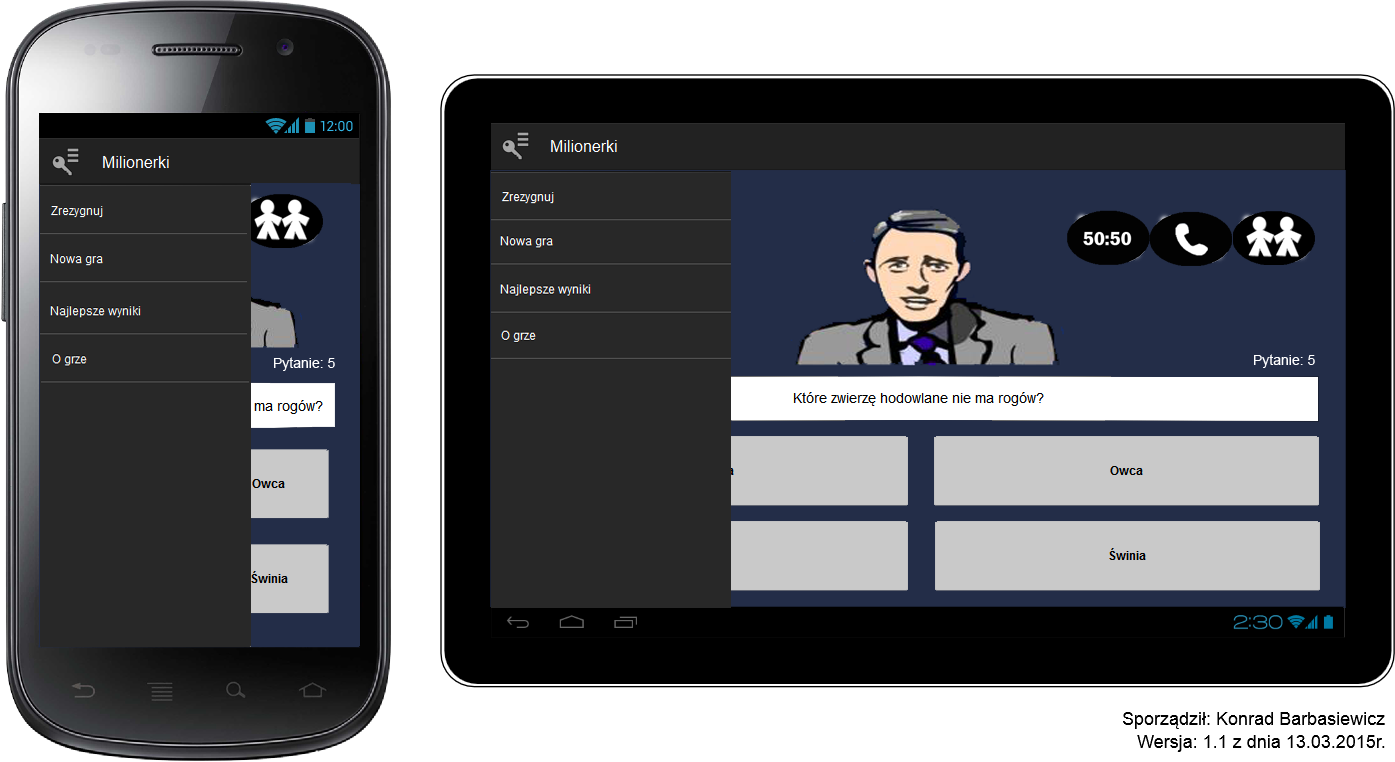 12:00
Milionerki
Zrezygnuj
Nowa gra
Najlepsze wyniki
O grze
Pytanie: 5
ma rogów?
Owca
Świnia
Milionerki
Zrezygnuj
Nowa gra
Najlepsze wyniki
O grze
50:50
Pytanie: 5
Które zwierzę hodowlane nie ma rogów?
Owca
Świnia
2:30
Sporządził: Konrad Barbasiewicz
Wersja: 1.1 z dnia 13.03.2015r.